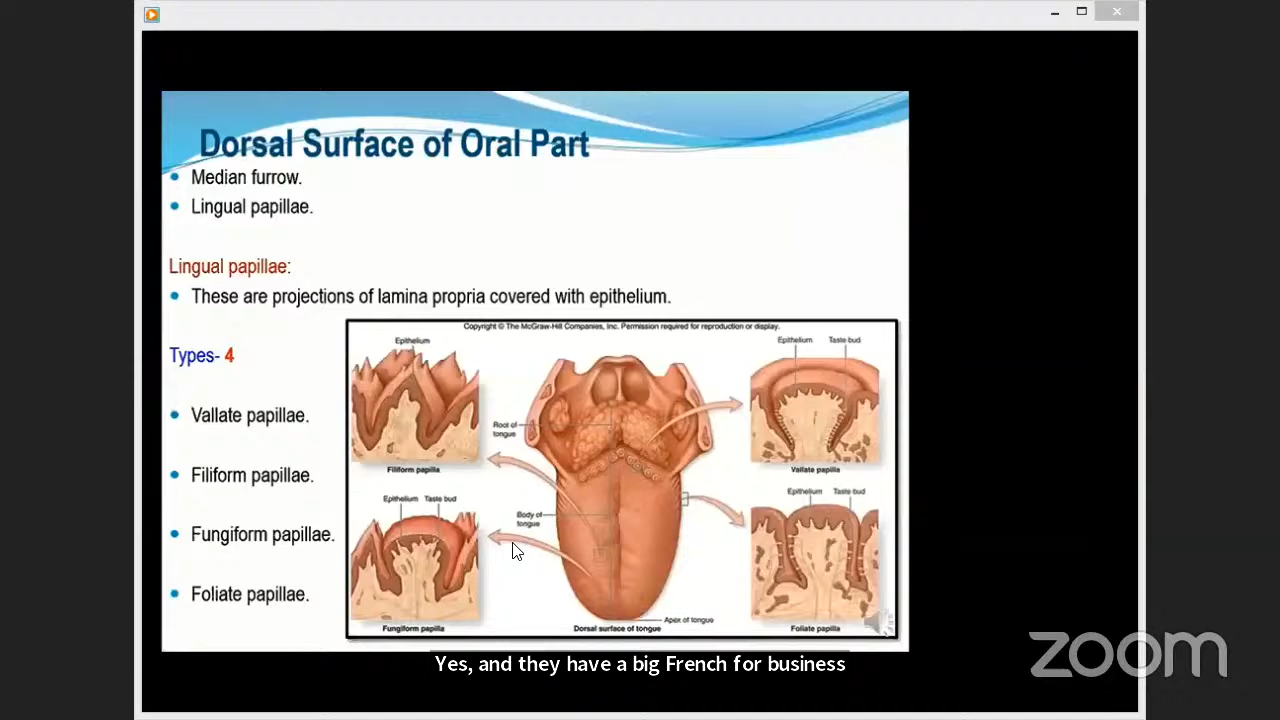 Dorsal Surface of Oral Part
Median furrow.
Lingual papillae.
Lingual papillae:
These are projections of lamina propria covered with epithelium.
Types- 4
Vallate papillae.
Filiform papillae.
Fungiform papillae.
Foliate papillae.
Copyright © The McGraw-Hill Companies, Inc. Permission required for reproduction or display.
Epithelium
Filiform papilla
Epithelium Taste bud
Fungiform papilla
Root of
tongue
Body of
tongue
Apex of tongue
Dorsal surface of tongue
Epithelium Taste bud
Vallate papilla
Epithelium Taste bud
Foliate papilla
Yes, and they have a big French for business
zoom